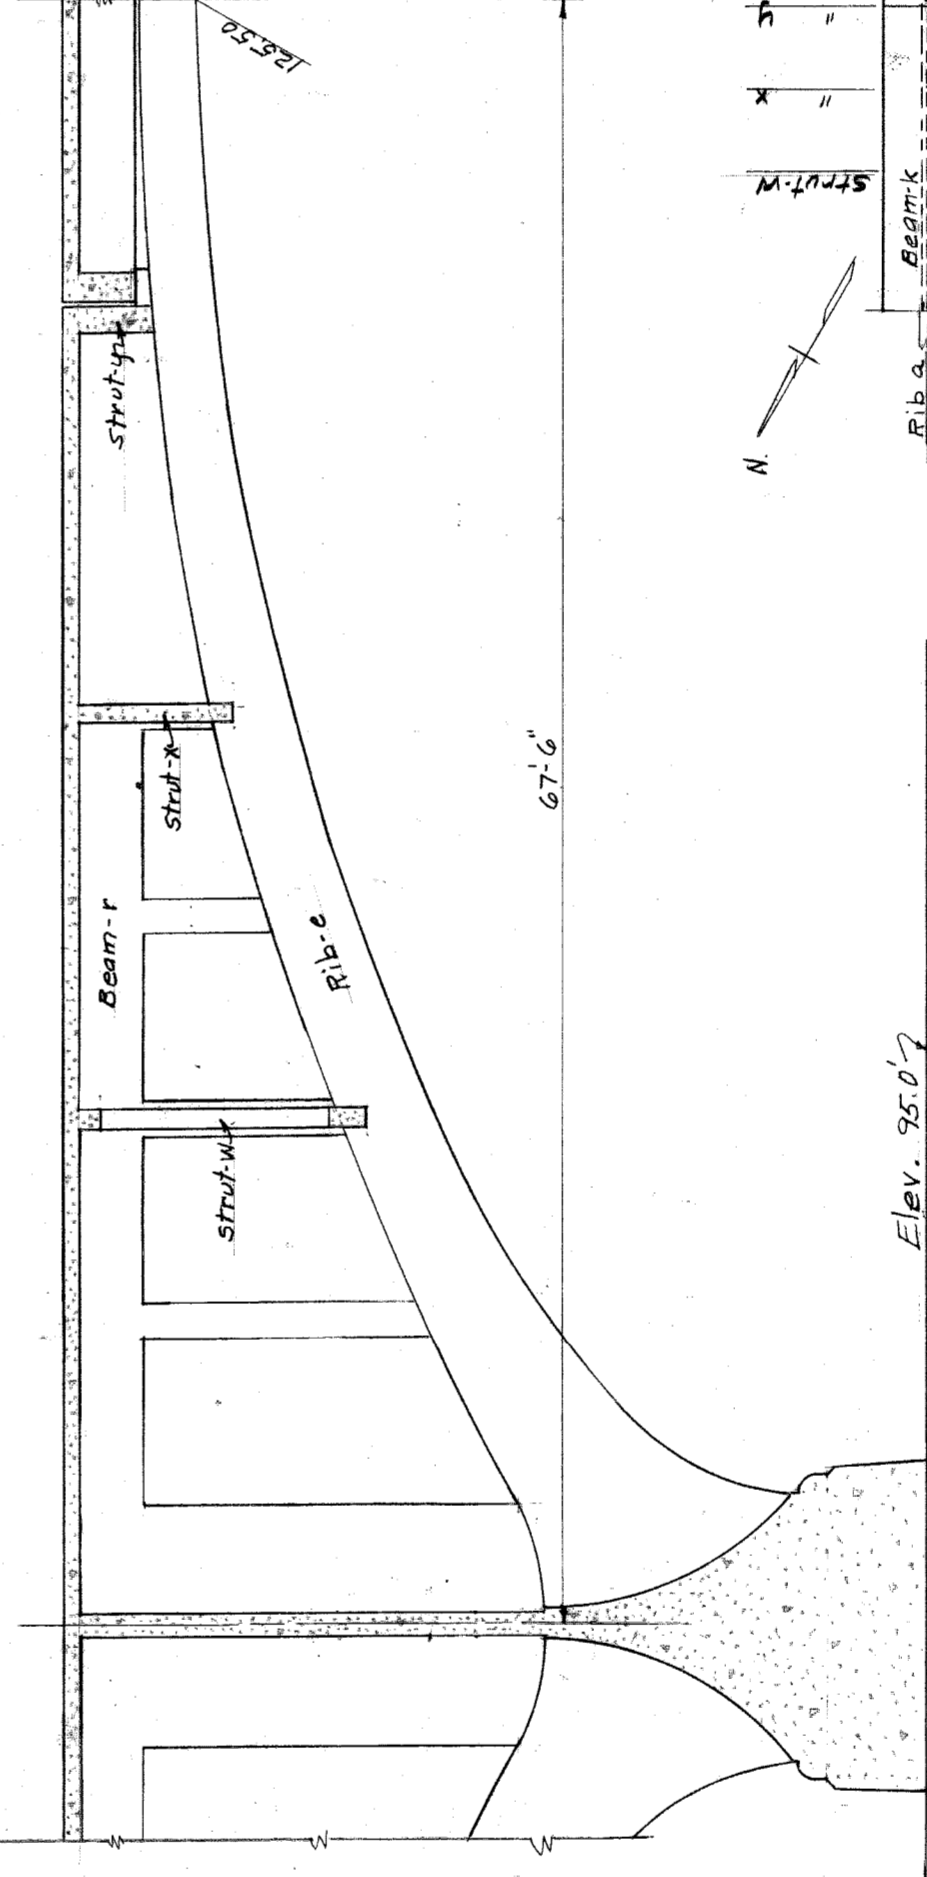 125.50
y "
x "
strut-w
Beam-k
Rib a
N.
strut-y
strut-x
67'-6"
Beam-r
Rib-e
strut-w
Elev. 95.0'